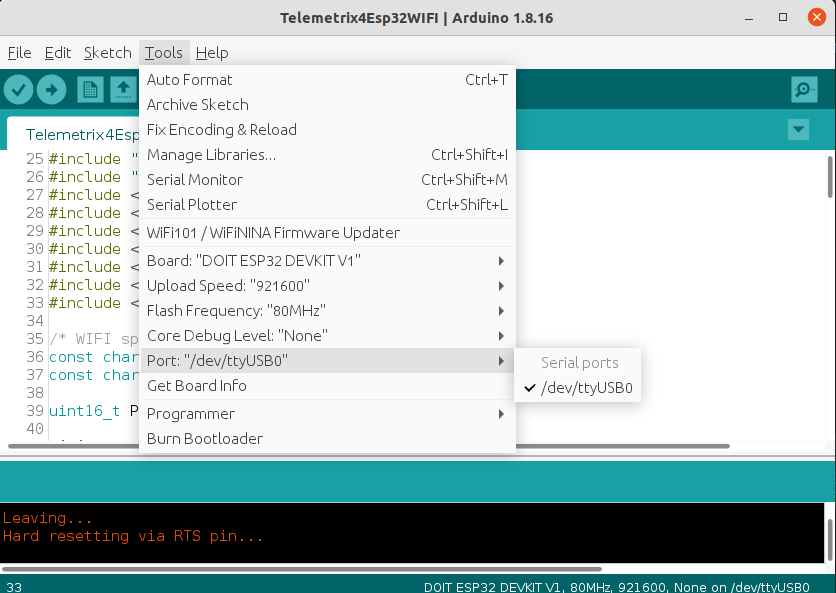 Telemetrix4Esp32WIFI | Arduino 1.8.16
File Edit Sketch Tools Help
Telemetrix4Esp
Auto Format Ctrl+T
Archive Sketch
Fix Encoding & Reload
Manage Libraries... Ctrl+Shift+I
Serial Monitor Ctrl+Shift+M
Serial Plotter Ctrl+Shift+L
WiFi101 / WiFiNINA Firmware Updater
Board: "DOIT ESP32 DEVKIT V1"
Upload Speed: "921600"
Flash Frequency: "80MHz"
Core Debug Level: "None"
Port: "/dev/ttyUSB0"
Get Board Info
Programmer
Burn Bootloader
Serial ports
/dev/ttyUSB0
25 #include "
26 #include "
27 #include <
28 #include <
29 #include <
30 #include <
31 #include <
32 #include <
33 #include <
34
35 /* WIFI sp
36 const char
37 const char
38
39 uint16_t P
40
Leaving...
Hard resetting via RTS pin...
33 DOIT ESP32 DEVKIT V1, 80MHz, 921600, None on /dev/ttyUSB0